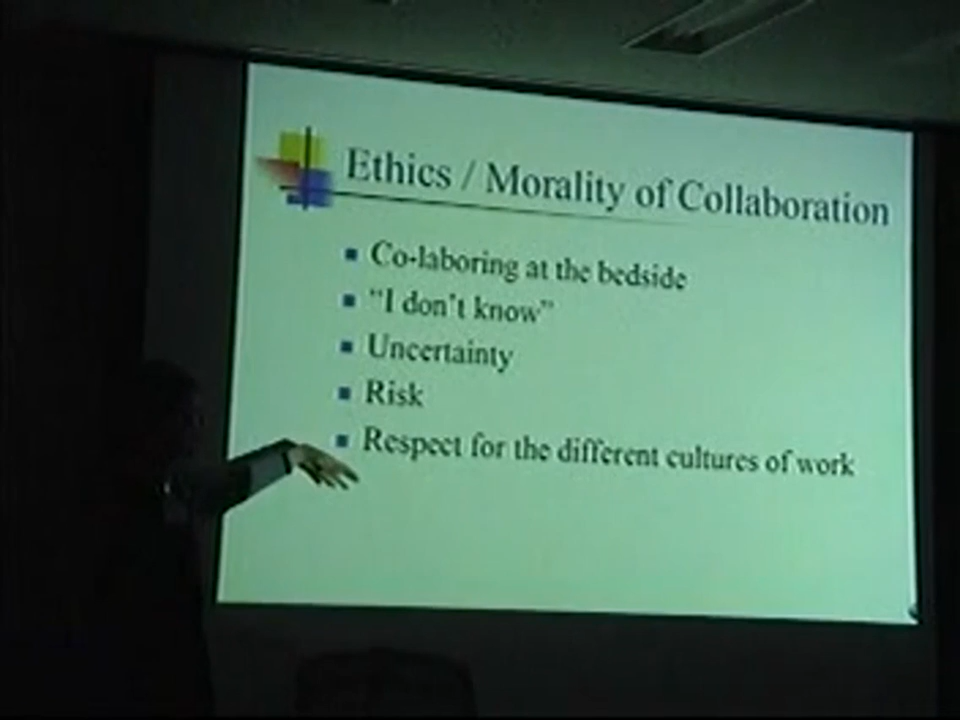 Ethics / Morality of Collaboration
Co-laboring at the bedside
"I don't know"
Uncertainty
Risk
Respect for the different cultures of work